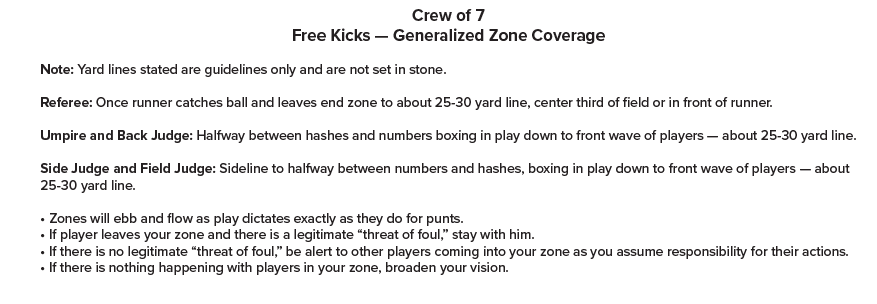 Crew of 7
Free Kicks — Generalized Zone Coverage
Note: Yard lines stated are guidelines only and are not set in stone.
Referee: Once runner catches ball and leaves end zone to about 25-30 yard line, center third of field or in front of runner.
Umpire and Back Judge: Halfway between hashes and numbers boxing in play down to front wave of players — about 25-30 yard line.
Side Judge and Field Judge: Sideline to halfway between numbers and hashes, boxing in play down to front wave of players — about
25-30 yard line.
• Zones will ebb and flow as play dictates exactly as they do for punts.
• If player leaves your zone and there is a legitimate “threat of foul,” stay with him.
• If there is no legitimate “threat of foul,” be alert to other players coming into your zone as you assume responsibility for their actions.
• If there is nothing happening with players in your zone, broaden your vision.